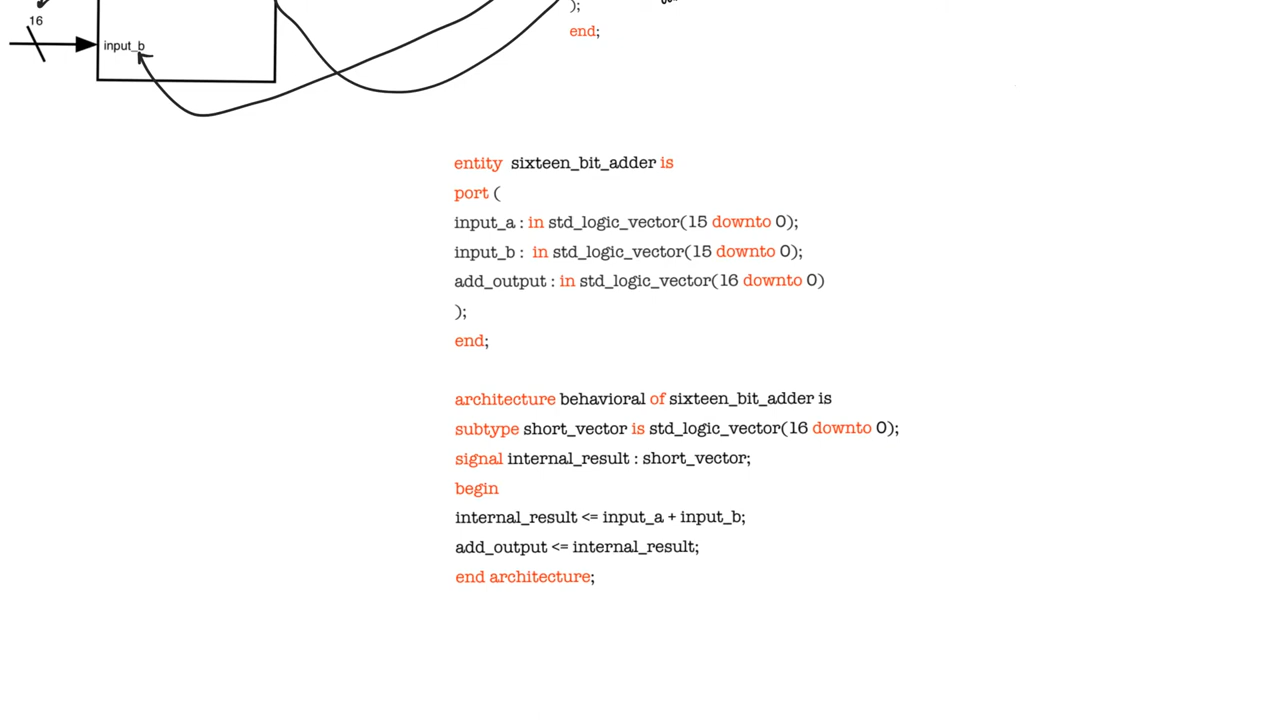 16
input_b
);
end;
entity sixteen_bit_adder is
port (
input_a : in std_logic_vector(15 downto 0);
input_b : in std_logic_vector(15 downto 0);
add_output : in std_logic_vector(16 downto 0)
);
end;
architecture behavioral of sixteen_bit_adder is
subtype short_vector is std_logic_vector(16 downto 0);
signal internal_result : short_vector;
begin
internal_result <= input_a + input_b;
add_output <= internal_result;
end architecture;